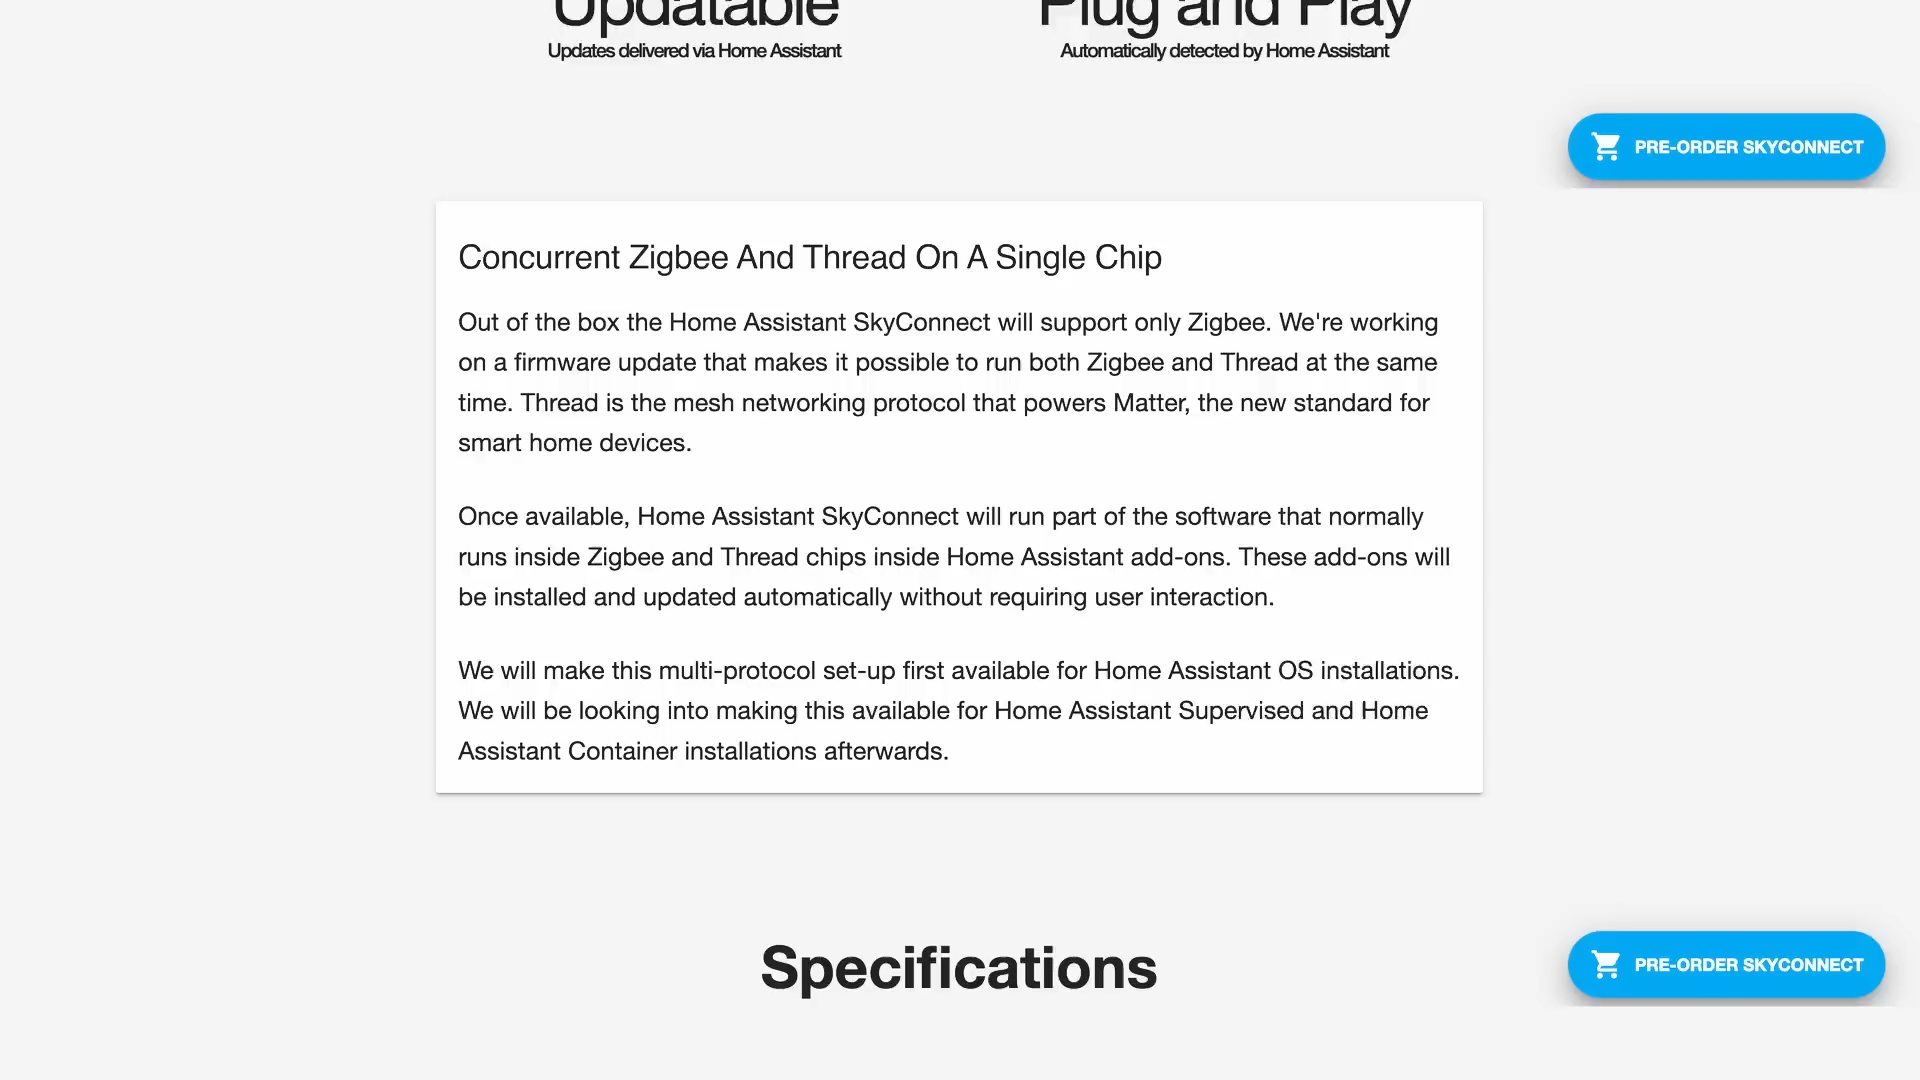 Updatable
Plug and Play
Updates delivered via Home Assistant
Automatically detected by Home Assistant
PRE-ORDER SKYCONNECT
Concurrent Zigbee And Thread On A Single Chip
Out of the box the Home Assistant SkyConnect will support only Zigbee. We're working
on a firmware update that makes it possible to run both Zigbee and Thread at the same
time. Thread is the mesh networking protocol that powers Matter, the new standard for
smart home devices.
Once available, Home Assistant SkyConnect will run part of the software that normally
runs inside Zigbee and Thread chips inside Home Assistant add-ons. These add-ons will
be installed and updated automatically without requiring user interaction.
We will make this multi-protocol set-up first available for Home Assistant OS installations.
We will be looking into making this available for Home Assistant Supervised and Home
Assistant Container installations afterwards.
Specifications
PRE-ORDER SKYCONNECT